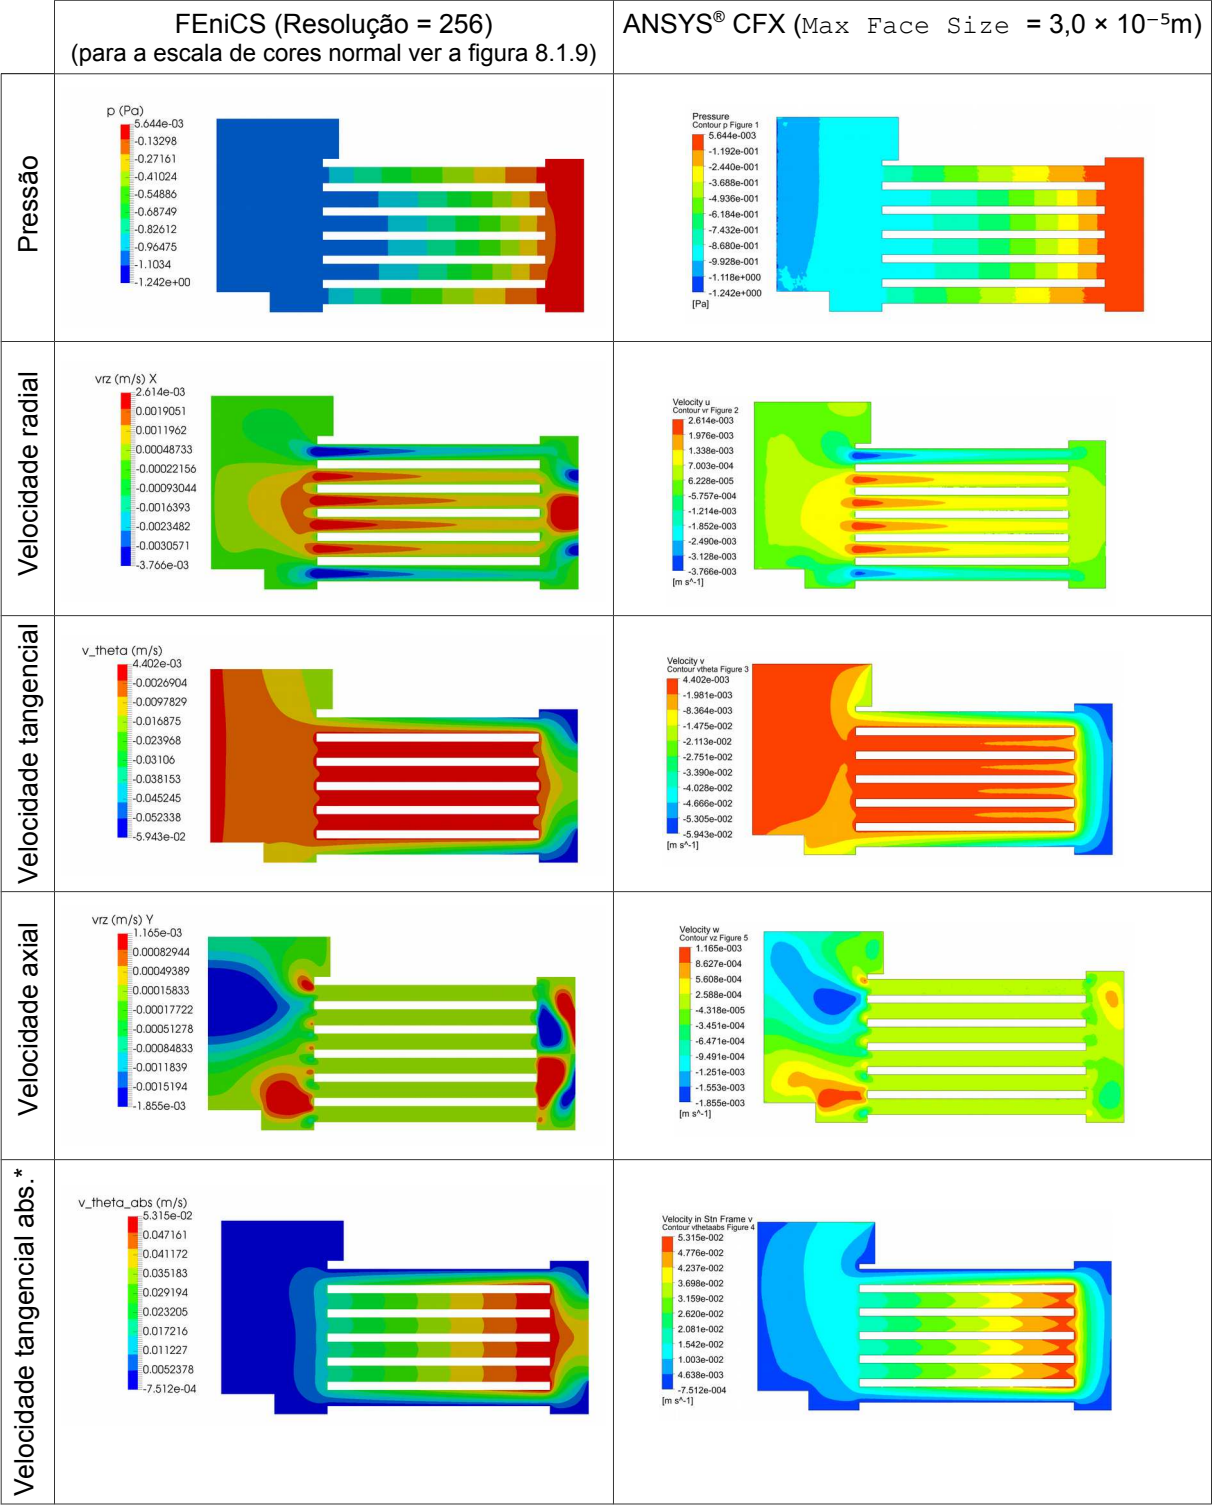 FEniCS (Resolução = 256)
(para a escala de cores normal ver a figura 8.1.9)
ANSYS® CFX (Max Face Size = 3,0 × 10⁻⁵m)
Pressão
p (Pa)
5.644e-03
-0.13298
-0.27161
-0.41024
-0.54886
-0.68749
-0.82612
-0.96475
-1.1034
-1.242e+00
Pressure
Contour p Figure 1
5.644e-003
-1.192e-001
-2.440e-001
-3.688e-001
-4.936e-001
-6.184e-001
-7.432e-001
-8.680e-001
-9.928e-001
-1.118e+000
-1.242e+000
[Pa]
Velocidade radial
vrz (m/s) X
2.614e-03
0.0019051
0.0011962
0.00048733
-0.00022156
-0.00093044
-0.0016393
-0.0023482
-0.0030571
-3.766e-03
Velocity u
Contour vr Figure 2
2.614e-003
1.976e-003
1.338e-003
7.003e-004
6.228e-005
-5.757e-004
-1.214e-003
-1.852e-003
-2.490e-003
-3.128e-003
-3.766e-003
[m s^-1]
Velocidade tangencial
v_theta (m/s)
4.402e-03
-0.0026904
-0.0097829
-0.016875
-0.023968
-0.03106
-0.038153
-0.045245
-0.052338
-5.943e-02
Velocity v
Contour vtheta Figure 3
4.402e-003
-1.981e-003
-8.364e-003
-1.475e-002
-2.113e-002
-2.751e-002
-3.390e-002
-4.028e-002
-4.666e-002
-5.305e-002
-5.943e-002
[m s^-1]
Velocidade axial
vrz (m/s) Y
1.165e-03
0.00082944
0.00049389
0.00015833
-0.00017722
-0.00051278
-0.00084833
-0.0011839
-0.0015194
-1.855e-03
Velocity w
Contour vz Figure 5
1.165e-003
8.627e-004
5.608e-004
2.588e-004
-4.318e-005
-3.451e-004
-6.471e-004
-9.491e-004
-1.251e-003
-1.553e-003
-1.855e-003
[m s^-1]
Velocidade tangencial abs.*
v_theta_abs (m/s)
5.315e-02
0.047161
0.041172
0.035183
0.029194
0.023205
0.017216
0.011227
0.0052378
-7.512e-04
Velocity in Stn Frame v
Contour vthetaabs Figure 4
5.315e-002
4.776e-002
4.237e-002
3.698e-002
3.159e-002
2.620e-002
2.081e-002
1.542e-002
1.003e-002
4.638e-003
-7.512e-004
[m s^-1]